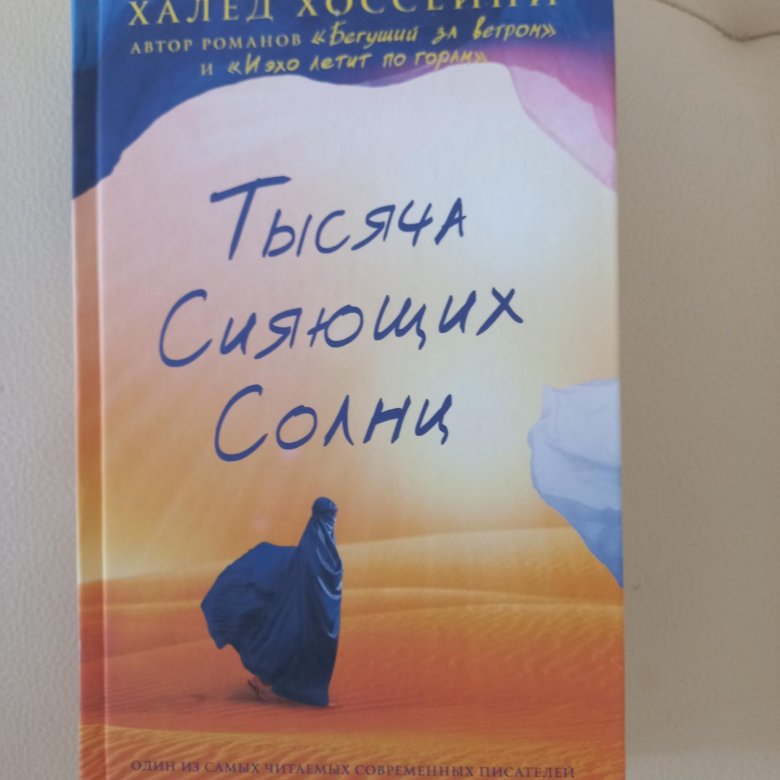 ХАЛЕД ХОССЕЙНИ
АВТОР РОМАНОВ «Бегущий за ветром»
И «И эхо летит по горам»
Тысяча
Сияющих
Солнц
ОДИН ИЗ САМЫХ ЧИТАЕМЫХ СОВРЕМЕННЫХ ПИСАТЕЛЕЙ